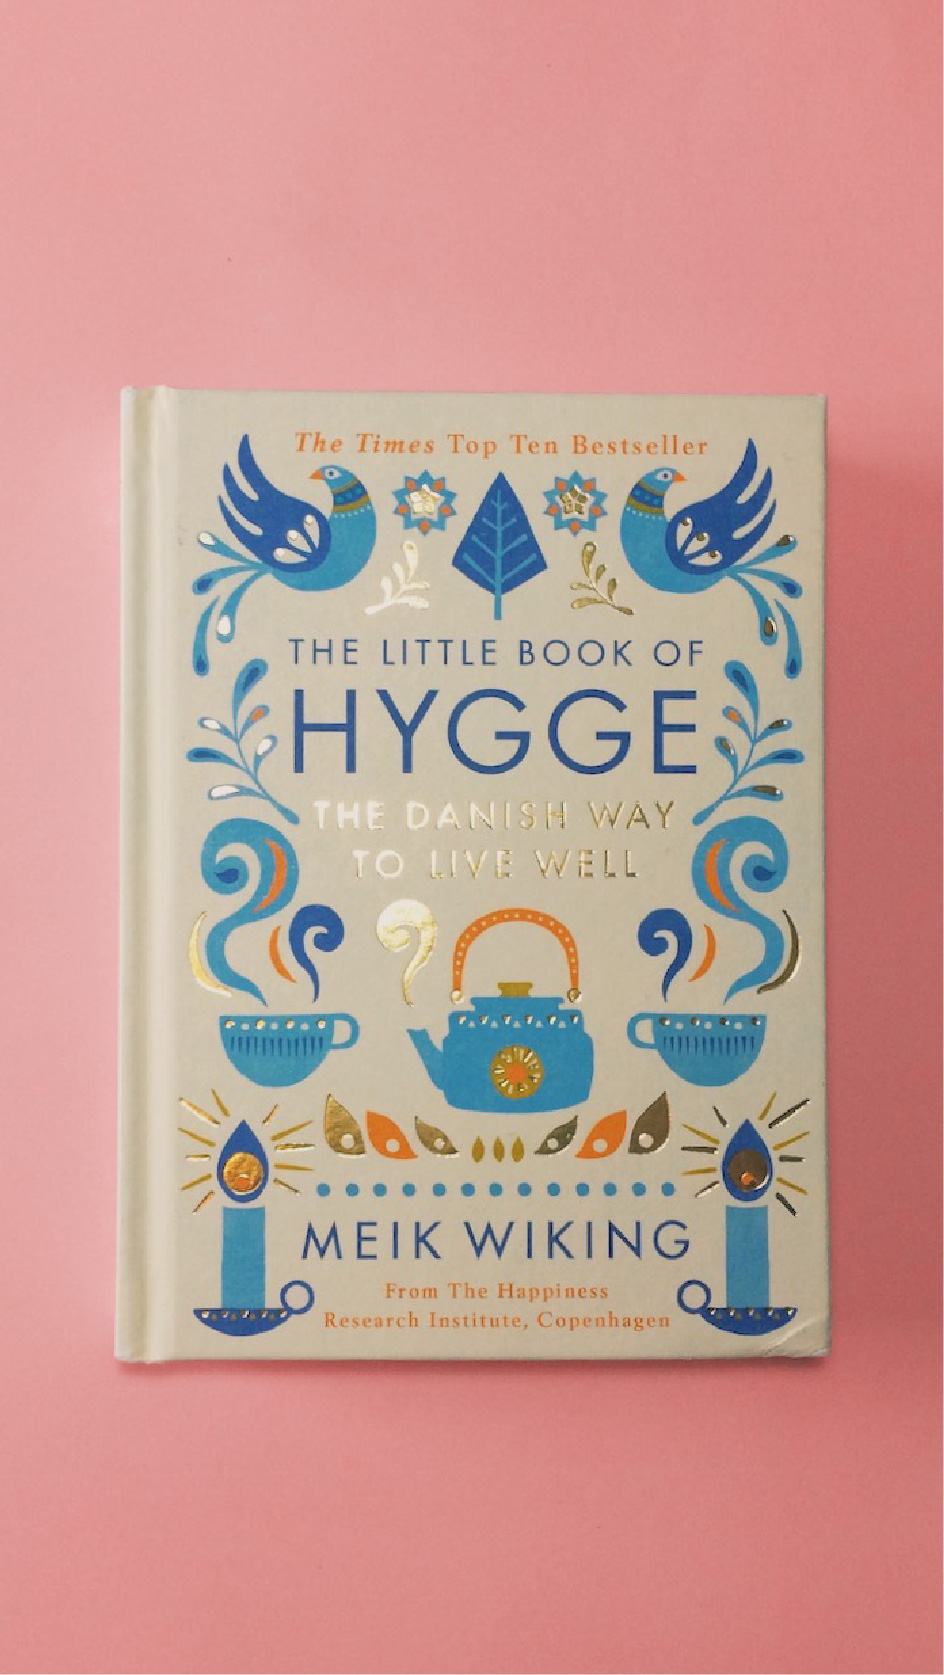 The Times Top Ten Bestseller
THE LITTLE BOOK OF
HYGGE
THE DANISH WAY
TO LIVE WELL
MEIK WIKING
From The Happiness
Research Institute, Copenhagen